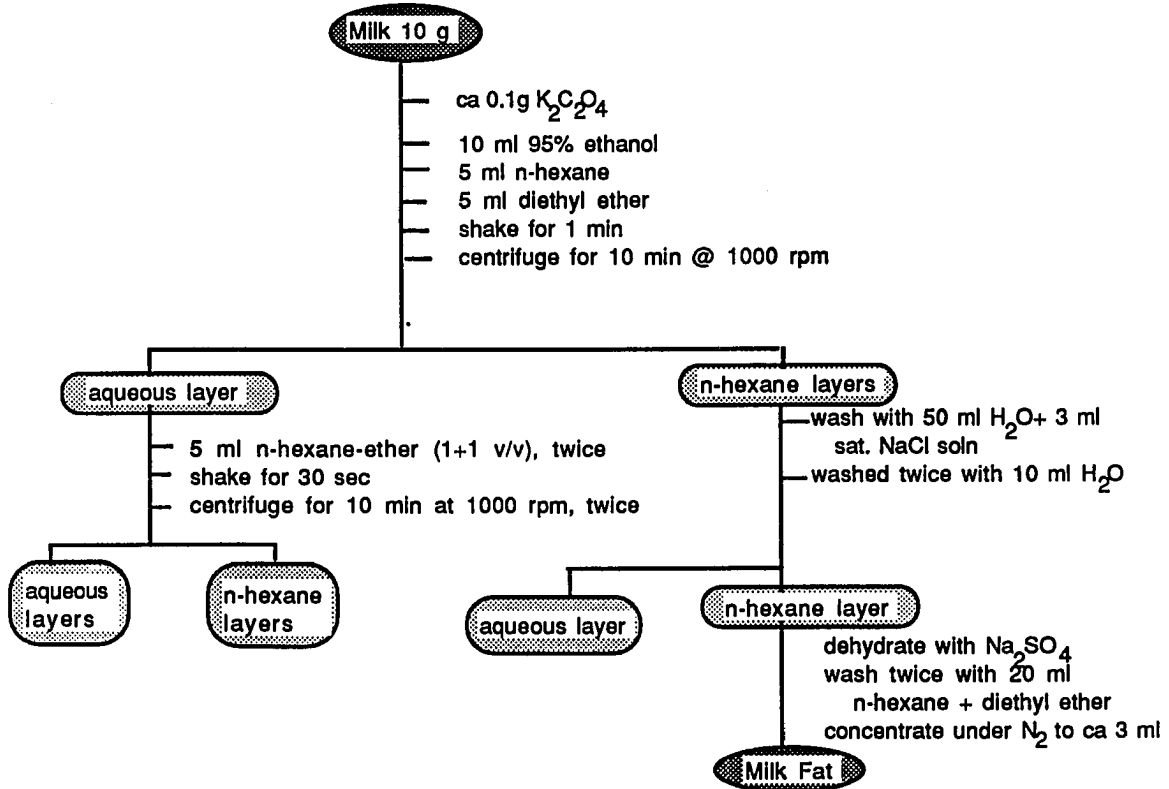 Milk 10 g
ca 0.1g K2C2O4
10 ml 95% ethanol
5 ml n-hexane
5 ml diethyl ether
shake for 1 min
centrifuge for 10 min @ 1000 rpm
aqueous layer
n-hexane layers
5 ml n-hexane-ether (1+1 v/v), twice
shake for 30 sec
centrifuge for 10 min at 1000 rpm, twice
wash with 50 ml H2O+ 3 ml
sat. NaCl soln
washed twice with 10 ml H2O
aqueous
layers
n-hexane
layers
aqueous layer
n-hexane layer
dehydrate with Na2SO4
wash twice with 20 ml
n-hexane + diethyl ether
concentrate under N2 to ca 3 ml
Milk Fat